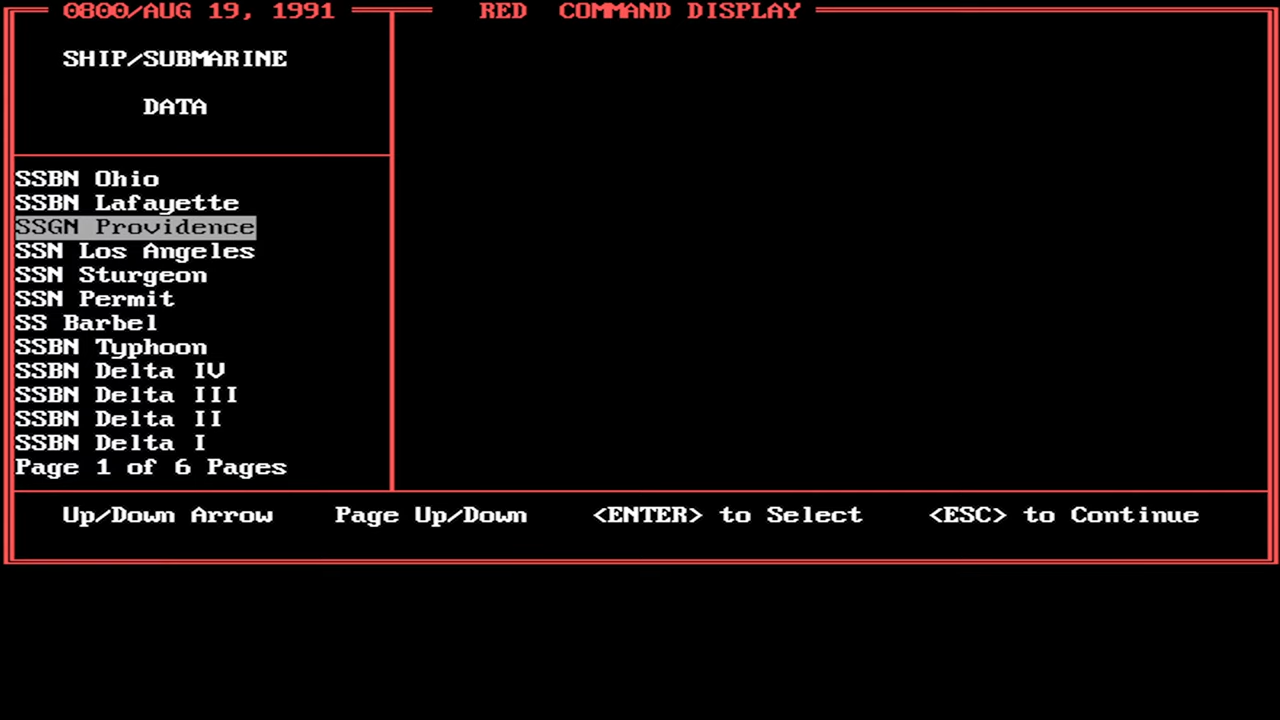 0800/AUG 19, 1991
RED COMMAND DISPLAY
SHIP/SUBMARINE
DATA
SSBN Ohio
SSBN Lafayette
SSGN Providence
SSN Los Angeles
SSN Sturgeon
SSN Permit
SS Barbel
SSBN Typhoon
SSBN Delta IV
SSBN Delta III
SSBN Delta II
SSBN Delta I
Page 1 of 6 Pages
Up/Down Arrow Page Up/Down <ENTER> to Select <ESC> to Continue